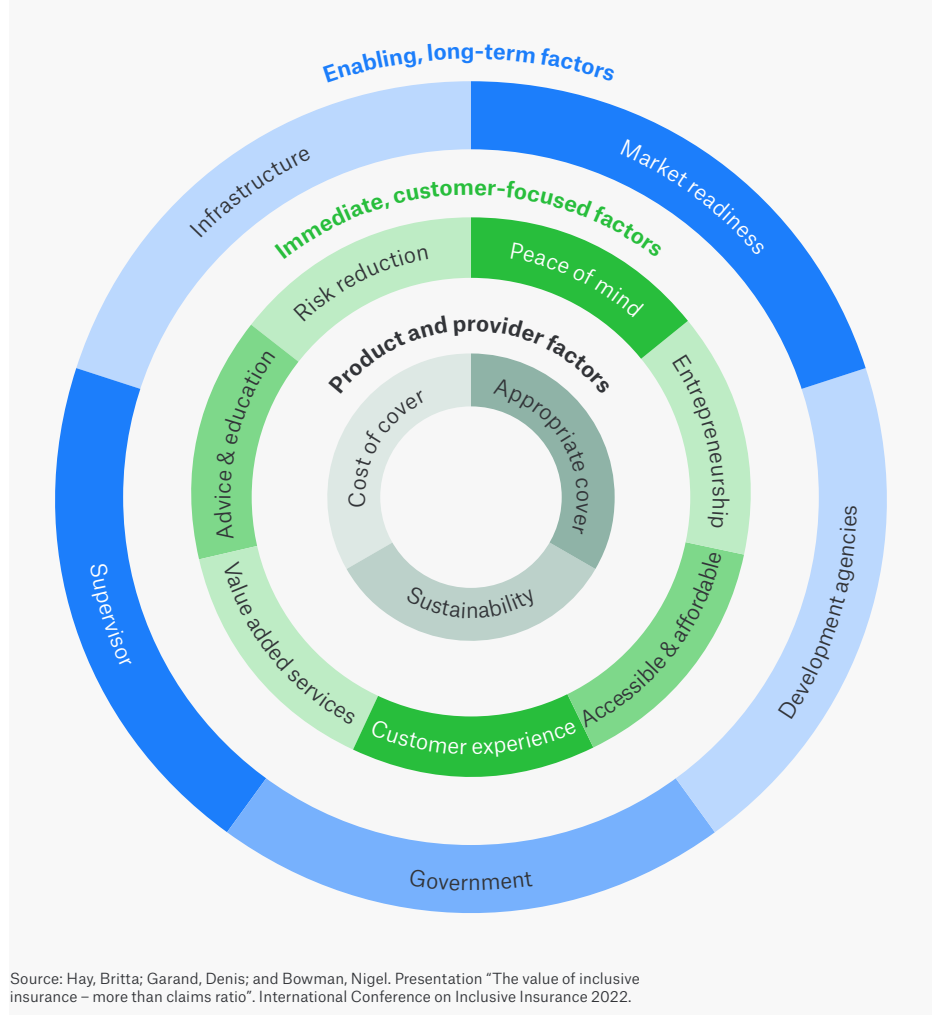 Enabling, long-term factors
Market readiness
Development agencies
Government
Supervisor
Infrastructure
Immediate, customer-focused factors
Peace of mind
Entrepreneurship
Accessible & affordable
Customer experience
Value added services
Advice & education
Risk reduction
Product and provider factors
Appropriate cover
Sustainability
Cost of cover
Source: Hay, Britta; Garand, Denis; and Bowman, Nigel. Presentation “The value of inclusive
insurance – more than claims ratio”. International Conference on Inclusive Insurance 2022.